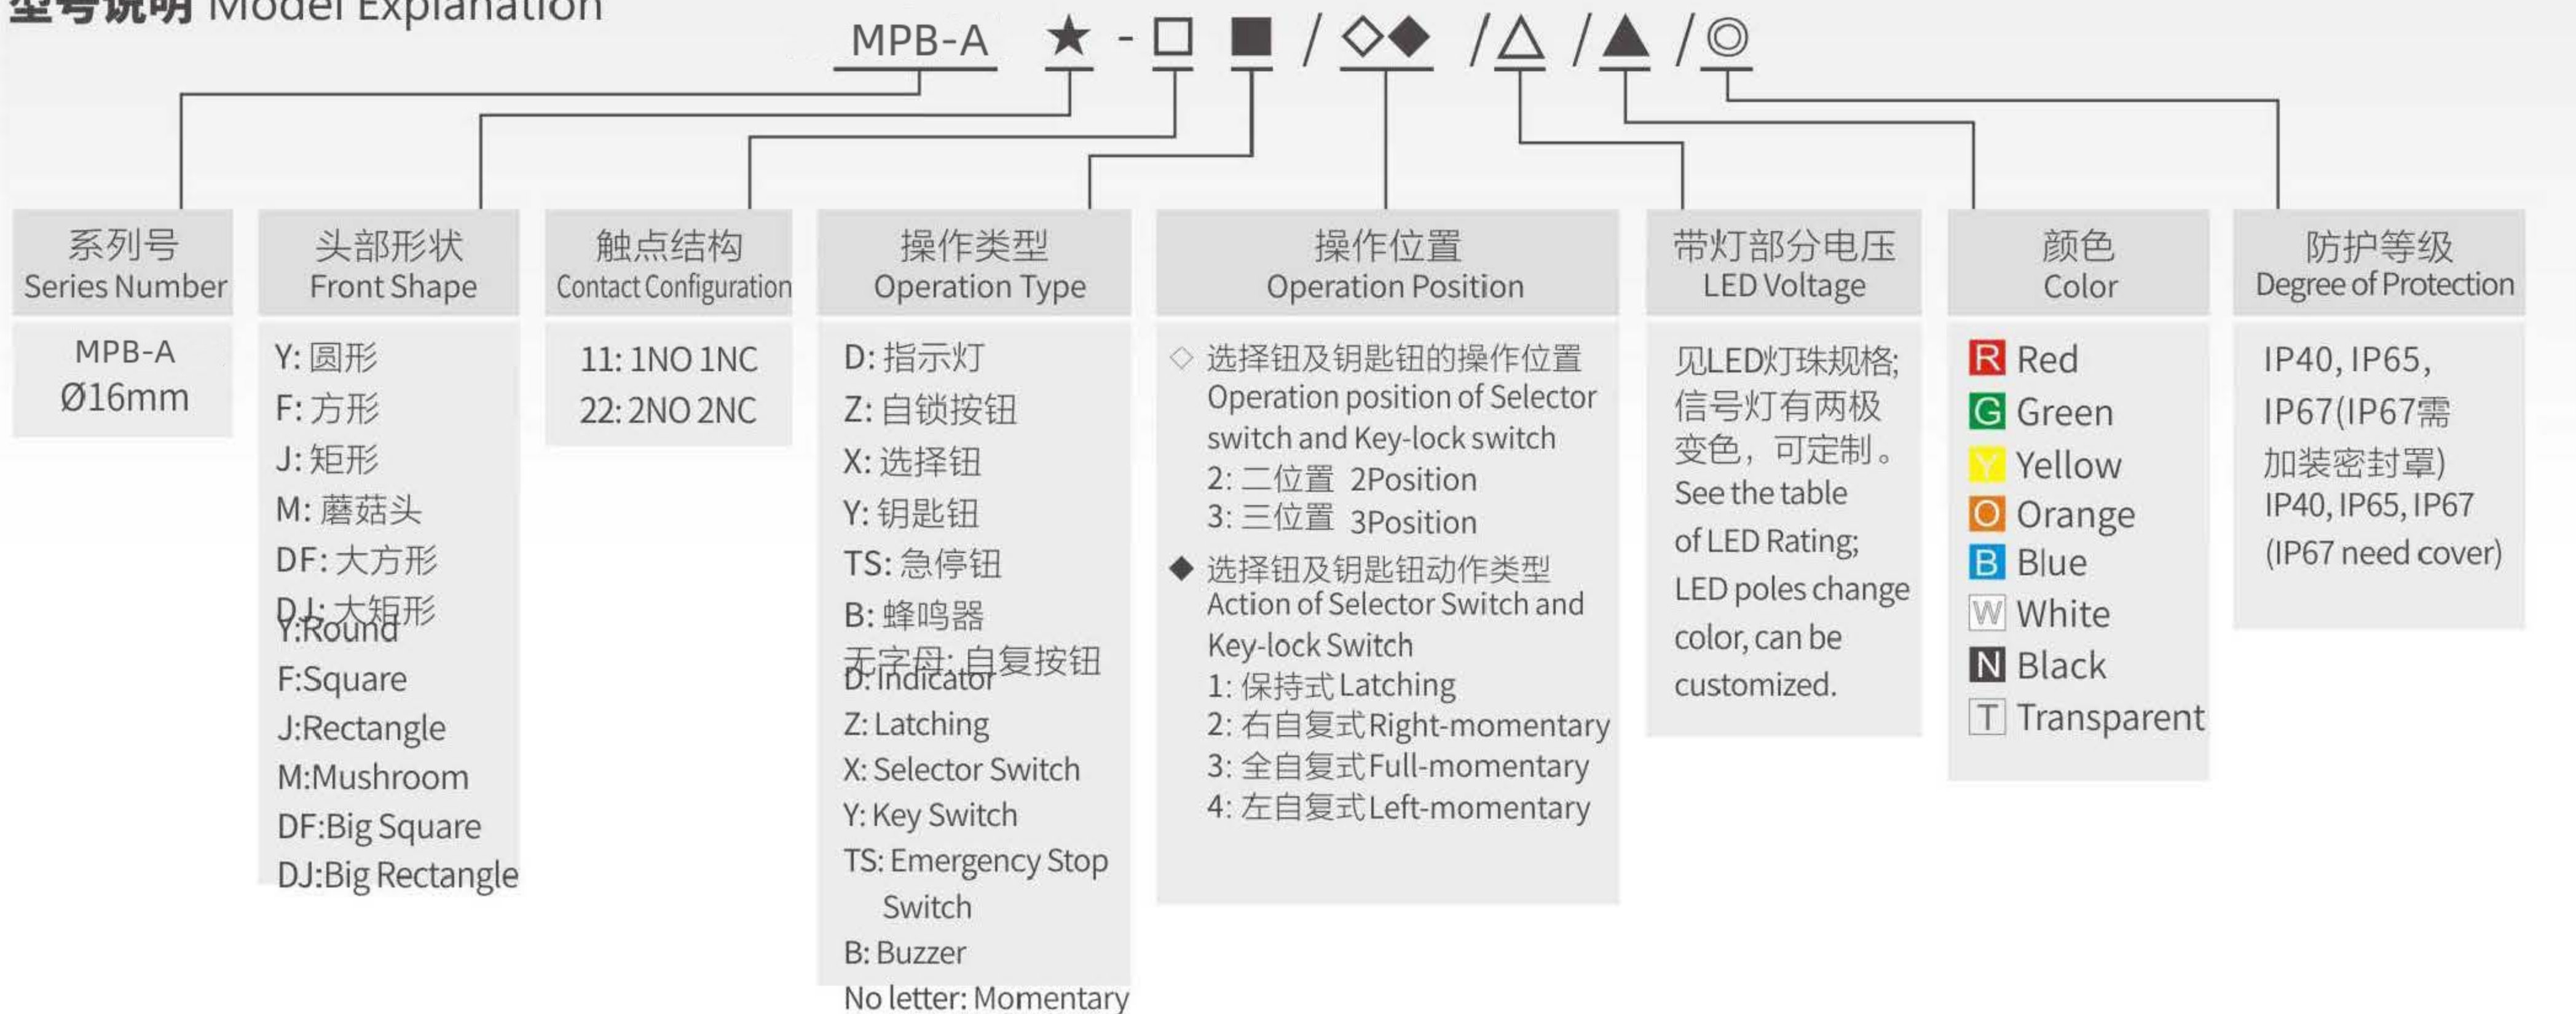 型号说明 Model Explanation
MPB-A ★ - □ ■ / ◇◆ / △ / ▲ / ◎
系列号
Series Number
MPB-A
Ø16mm
头部形状
Front Shape
Y: 圆形
F: 方形
J: 矩形
M: 蘑菇头
DF: 大方形
DJ: 大矩形
Y:Round
F:Square
J:Rectangle
M:Mushroom
DF:Big Square
DJ:Big Rectangle
触点结构
Contact Configuration
11: 1NO 1NC
22: 2NO 2NC
操作类型
Operation Type
D: 指示灯
Z: 自锁按钮
X: 选择钮
Y: 钥匙钮
TS: 急停钮
B: 蜂鸣器
无字母: 自复按钮
D: Indicator
Z: Latching
X: Selector Switch
Y: Key Switch
TS: Emergency Stop
Switch
B: Buzzer
No letter: Momentary
操作位置
Operation Position
◇ 选择钮及钥匙钮的操作位置
Operation position of Selector
switch and Key-lock switch
2: 二位置 2Position
3: 三位置 3Position
◆ 选择钮及钥匙钮动作类型
Action of Selector Switch and
Key-lock Switch
1: 保持式 Latching
2: 右自复式 Right-momentary
3: 全自复式 Full-momentary
4: 左自复式 Left-momentary
带灯部分电压
LED Voltage
见LED灯珠规格;
信号灯有两极
变色，可定制。
See the table
of LED Rating;
LED poles change
color, can be
customized.
颜色
Color
R Red
G Green
Y Yellow
O Orange
B Blue
W White
N Black
T Transparent
防护等级
Degree of Protection
IP40, IP65,
IP67(IP67需
加装密封罩)
IP40, IP65, IP67
(IP67 need cover)